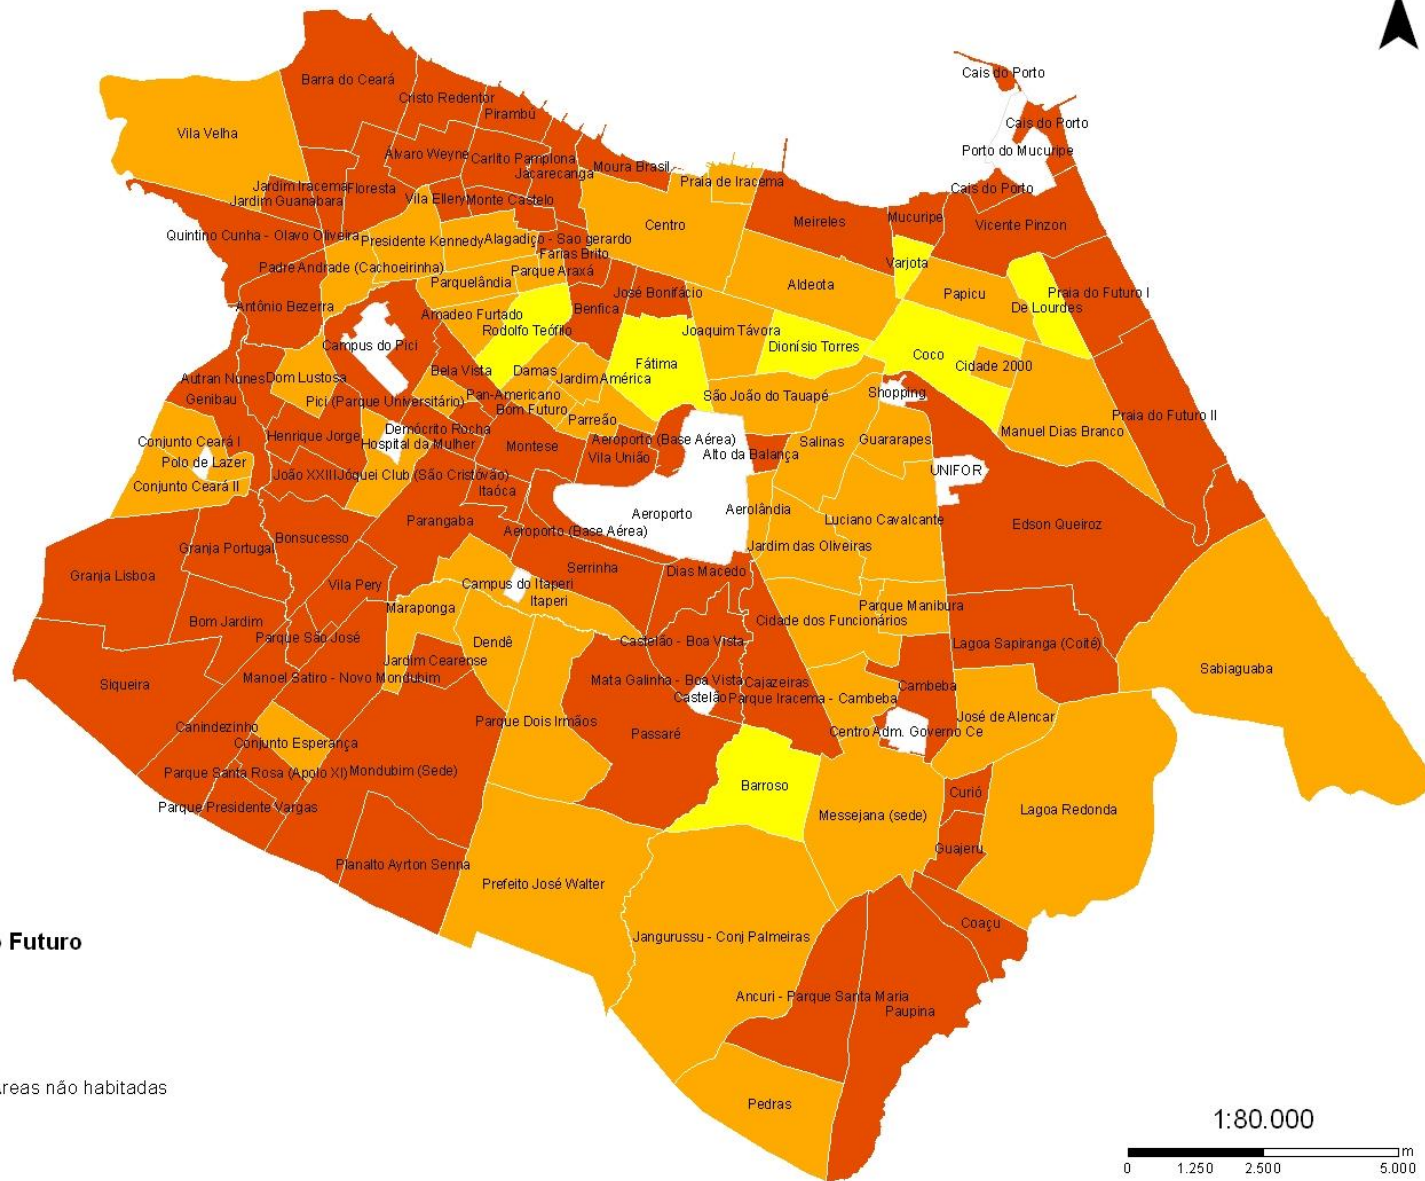 Cais do Porto
Barra do Ceará
Cristo Redentor
Pirambú
Cais do Porto
Vila Velha
Porto do Mucuripe
Álvaro Weyne
Carlito Pamplona
Jacarecanga
Moura Brasil
Praia de Iracema
Jardim Iracema
Floresta
Cais do Porto
Jardim Guanabara
Vila Ellery
Monte Castelo
Centro
Meireles
Mucuripe
Vicente Pinzon
Quintino Cunha - Olavo Oliveira
Presidente Kennedy
Alagadiço - Sao gerardo
Farias Brito
Padre Andrade (Cachoeirinha)
Parque Araxá
Varjota
Parquelândia
Aldeota
Papicu
Praia do Futuro I
José Bonifácio
Antônio Bezerra
Amadeo Furtado
Benfica
De Lourdes
Rodolfo Teófilo
Joaquim Távora
Campus do Pici
Dionísio Torres
Coco
Fátima
Cidade 2000
Autran Nunes
Dom Lustosa
Bela Vista
Damas
Jardim América
Genibau
Pici (Parque Universitário)
Pan-Americano
São João do Tauapé
Shopping
Bom Futuro
Praia do Futuro II
Parreão
Demócrito Rocha
Manuel Dias Branco
Henrique Jorge
Hospital da Mulher
Montese
Aeroporto (Base Aérea)
Salinas
Guararapes
Conjunto Ceará I
Vila União
Alto da Balança
Polo de Lazer
UNIFOR
João XXIII
Jóquei Club (São Cristóvão)
Conjunto Ceará II
Itaóca
Aeroporto
Aerolândia
Parangaba
Luciano Cavalcante
Edson Queiroz
Aeroporto (Base Aérea)
Bonsucesso
Granja Portugal
Jardim das Oliveiras
Granja Lisboa
Serrinha
Dias Macedo
Vila Pery
Campus do Itaperi
Itaperi
Maraponga
Parque Manibura
Bom Jardim
Cidade dos Funcionários
Parque São José
Dendê
Castelão - Boa Vista
Lagoa Sapiranga (Coité)
Jardim Cearense
Sabiaguaba
Siqueira
Manoel Satiro - Novo Mondubim
Mata Galinha - Boa Vista
Cajazeiras
Cambeba
Castelão
Parque Iracema - Cambeba
Canindezinho
Parque Dois Irmãos
José de Alencar
Passaré
Centro Adm. Governo Ce
Conjunto Esperança
Parque Santa Rosa (Apolo XI)
Mondubim (Sede)
Barroso
Curió
Parque Presidente Vargas
Messejana (sede)
Lagoa Redonda
Guajeru
Planalto Ayrton Senna
Prefeito José Walter
Coaçu
Jangurussu - Conj Palmeiras
Futuro
Ancuri - Parque Santa Maria
Paupina
reas não habitadas
Pedras
1:80.000
m
0 1.250 2.500 5.000